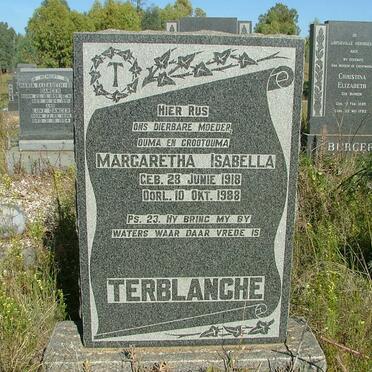 T
HIER RUS
ONS DIERBARE MOEDER,
OUMA EN GROOTOUMA
MARGARETHA ISABELLA
GEB. 23 JUNIE 1918
OORL. 10 OKT. 1988
PS. 23. HY BRING MY BY
WATERS WAAR DAAR VREDE IS
TERBLANCHE
CHRISTINA
ELIZABETH
BURGER